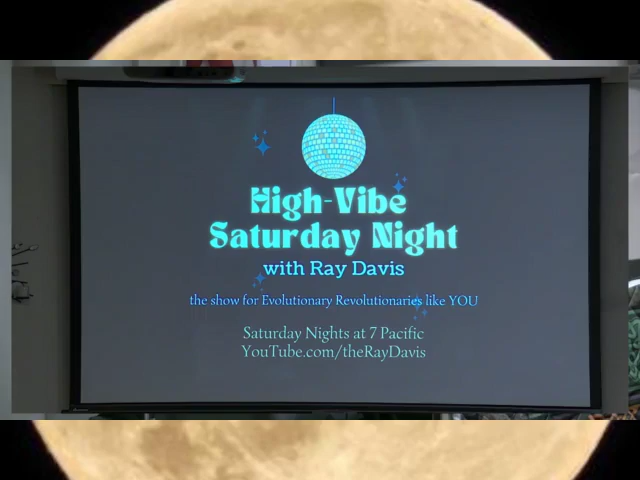 High-Vibe
Saturday Night
with Ray Davis
the show for Evolutionary Revolutionaries like YOU
Saturday Nights at 7 Pacific
YouTube.com/theRayDavis